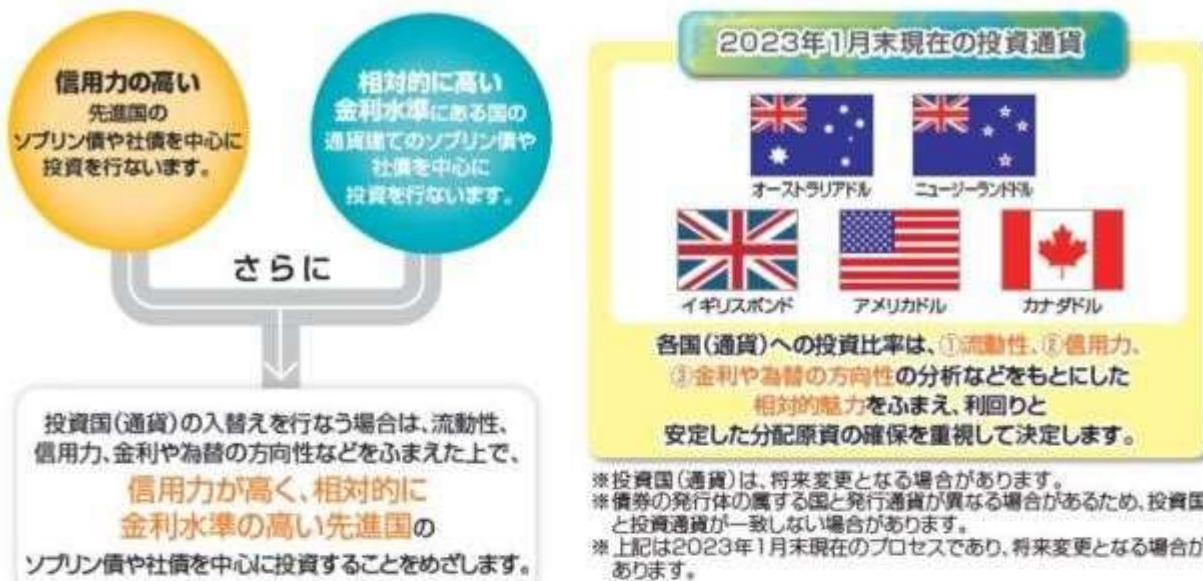 信用力の高い
先進国の
ソブリン債や社債を中心に
投資を行ないます。
相対的に高い
金利水準にある国の
通貨建てのソブリン債や
社債を中心に
投資を行ないます。
さらに
投資国(通貨)の入替えを行なう場合は、流動性、
信用力、金利や為替の方向性などをふまえた上で、
信用力が高く、相対的に
金利水準の高い先進国の
ソブリン債や社債を中心に投資することをめざします。
2023年1月末現在の投資通貨
オーストラリアドル
ニュージーランドドル
イギリスポンド
アメリカドル
カナダドル
各国(通貨)への投資比率は、①流動性、②信用力、
③金利や為替の方向性の分析などをもとにした
相対的魅力をふまえ、利回りと
安定した分配原資の確保を重視して決定します。
※投資国(通貨)は、将来変更となる場合があります。
※債券の発行体の属する国と発行通貨が異なる場合があるため、投資国
と投資通貨が一致しない場合があります。
※上記は2023年1月末現在のプロセスであり、将来変更となる場合が
あります。